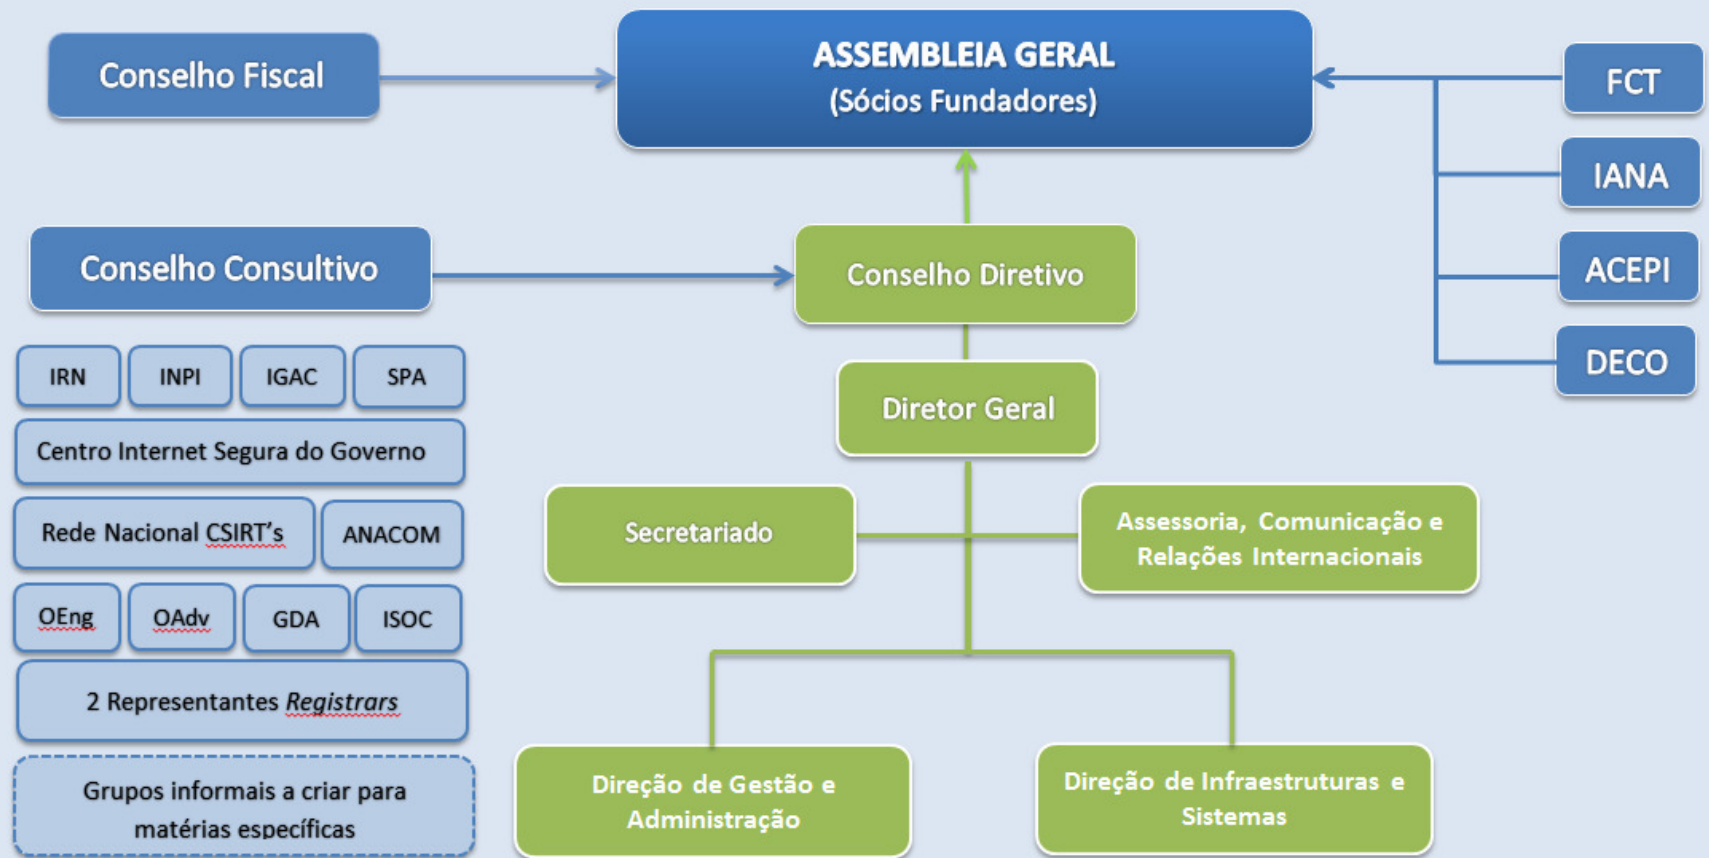 Conselho Fiscal
ASSEMBLEIA GERAL
(Sócios Fundadores)
FCT
IANA
ACEPI
DECO
Conselho Consultivo
Conselho Diretivo
Diretor Geral
IRN
INPI
IGAC
SPA
Centro Internet Segura do Governo
Rede Nacional CSIRT's
ANACOM
OEng
OAdv
GDA
ISOC
2 Representantes Registrars
Grupos informais a criar para
matérias específicas
Secretariado
Assessoria, Comunicação e
Relações Internacionais
Direção de Gestão e
Administração
Direção de Infraestruturas e
Sistemas